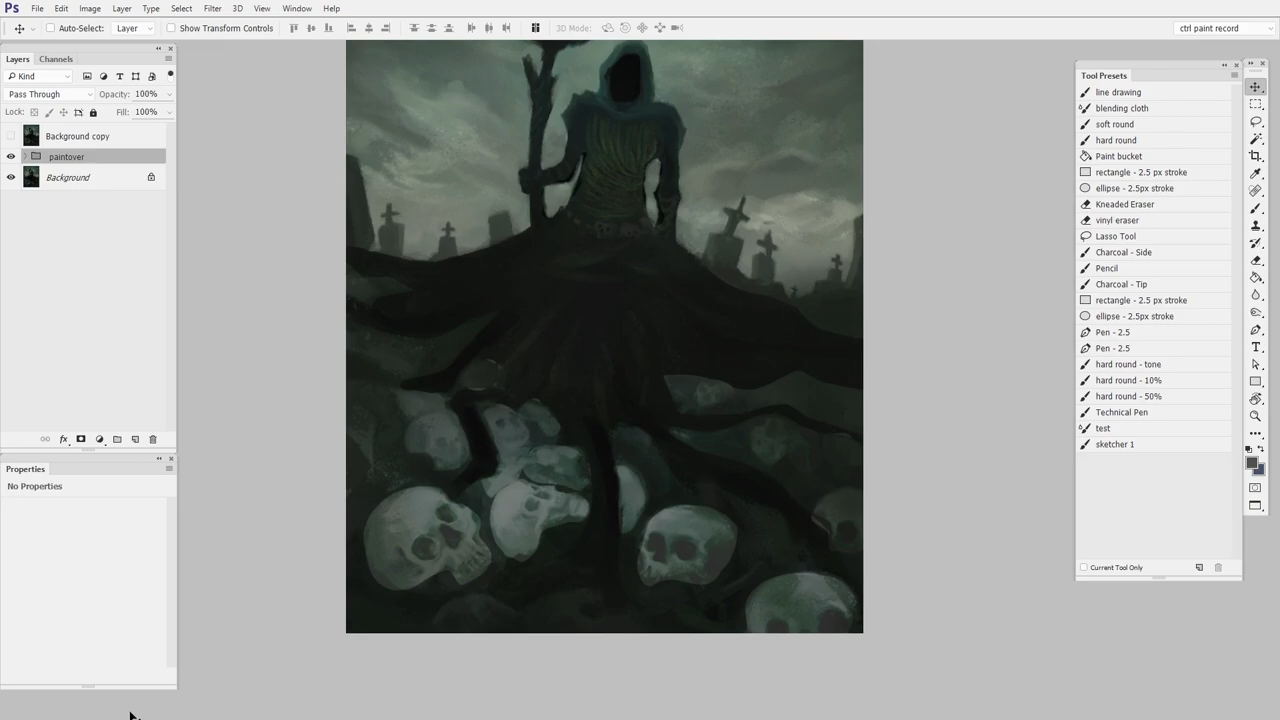 Ps File Edit Image Layer Type Select Filter 3D View Window Help
Auto-Select: Layer Show Transform Controls 3D Mode: ctrl paint record
Layers Channels
Kind
Pass Through Opacity: 100%
Lock: Fill: 100%
Background copy
paintover
Background
fx
Properties
No Properties
Tool Presets
line drawing
blending cloth
soft round
hard round
Paint bucket
rectangle - 2.5 px stroke
ellipse - 2.5px stroke
Kneaded Eraser
vinyl eraser
Lasso Tool
Charcoal - Side
Pencil
Charcoal - Tip
rectangle - 2.5 px stroke
ellipse - 2.5px stroke
Pen - 2.5
Pen - 2.5
hard round - tone
hard round - 10%
hard round - 50%
Technical Pen
test
sketcher 1
Current Tool Only